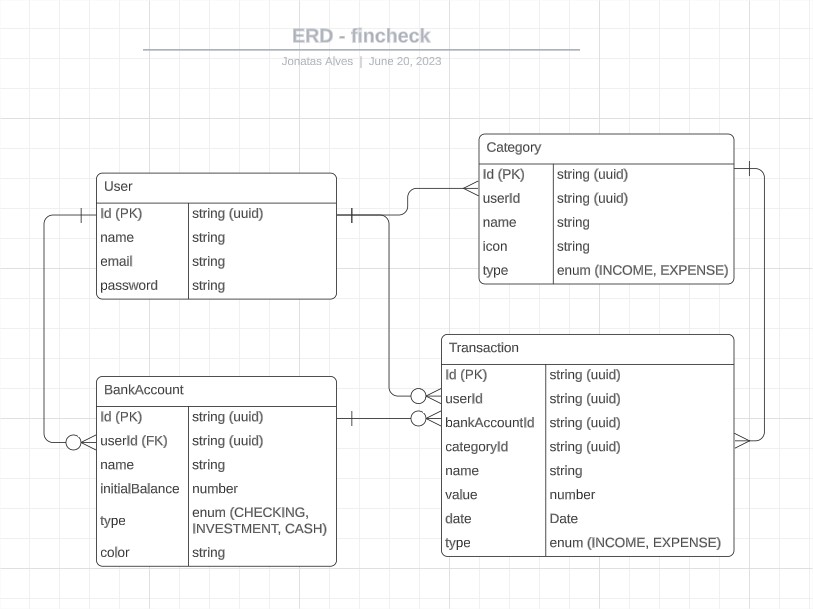 ERD - fincheck
Jonatas Alves | June 20, 2023
User
Id (PK) string (uuid)
name string
email string
password string
Category
Id (PK) string (uuid)
userId string (uuid)
name string
icon string
type enum (INCOME, EXPENSE)
BankAccount
Id (PK) string (uuid)
userId (FK) string (uuid)
name string
initialBalance number
type enum (CHECKING,
INVESTMENT, CASH)
color string
Transaction
Id (PK) string (uuid)
userId string (uuid)
bankAccountId string (uuid)
categoryId string (uuid)
name string
value number
date Date
type enum (INCOME, EXPENSE)